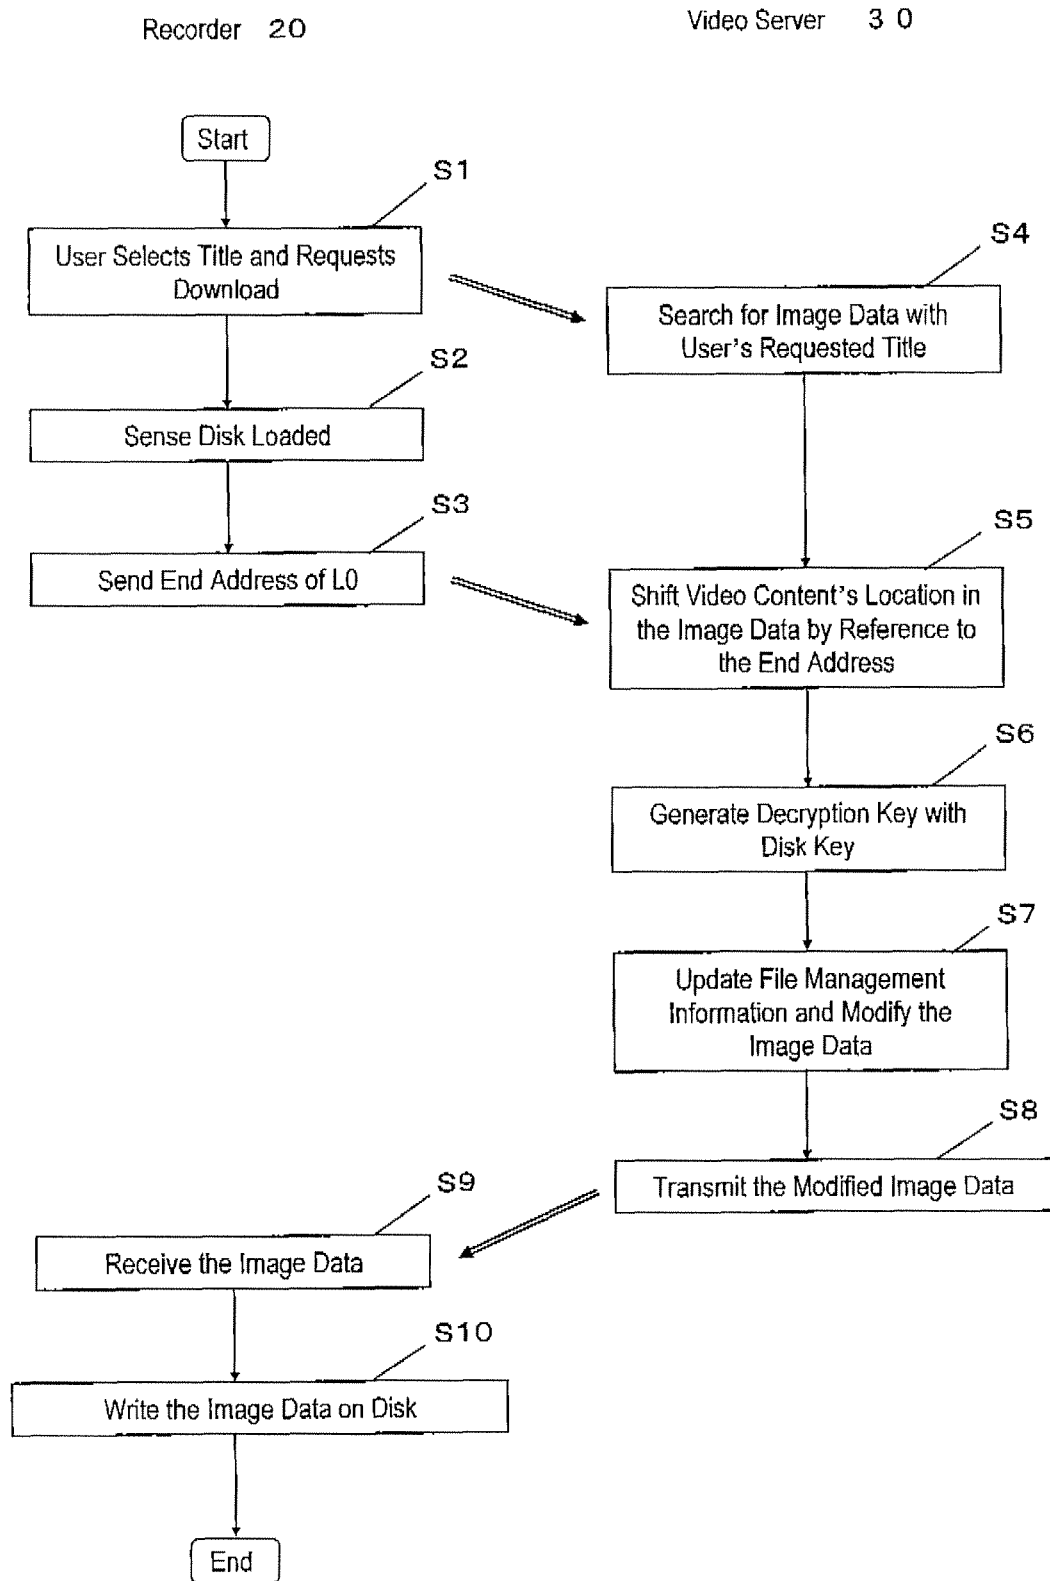 Recorder 20
Video Server 3 0
Start
S1
User Selects Title and Requests
Download
S4
Search for Image Data with
User's Requested Title
S2
Sense Disk Loaded
S3
Send End Address of L0
S5
Shift Video Content's Location in
the Image Data by Reference to
the End Address
S6
Generate Decryption Key with
Disk Key
S7
Update File Management
Information and Modify the
Image Data
S8
Transmit the Modified Image Data
S9
Receive the Image Data
S10
Write the Image Data on Disk
End